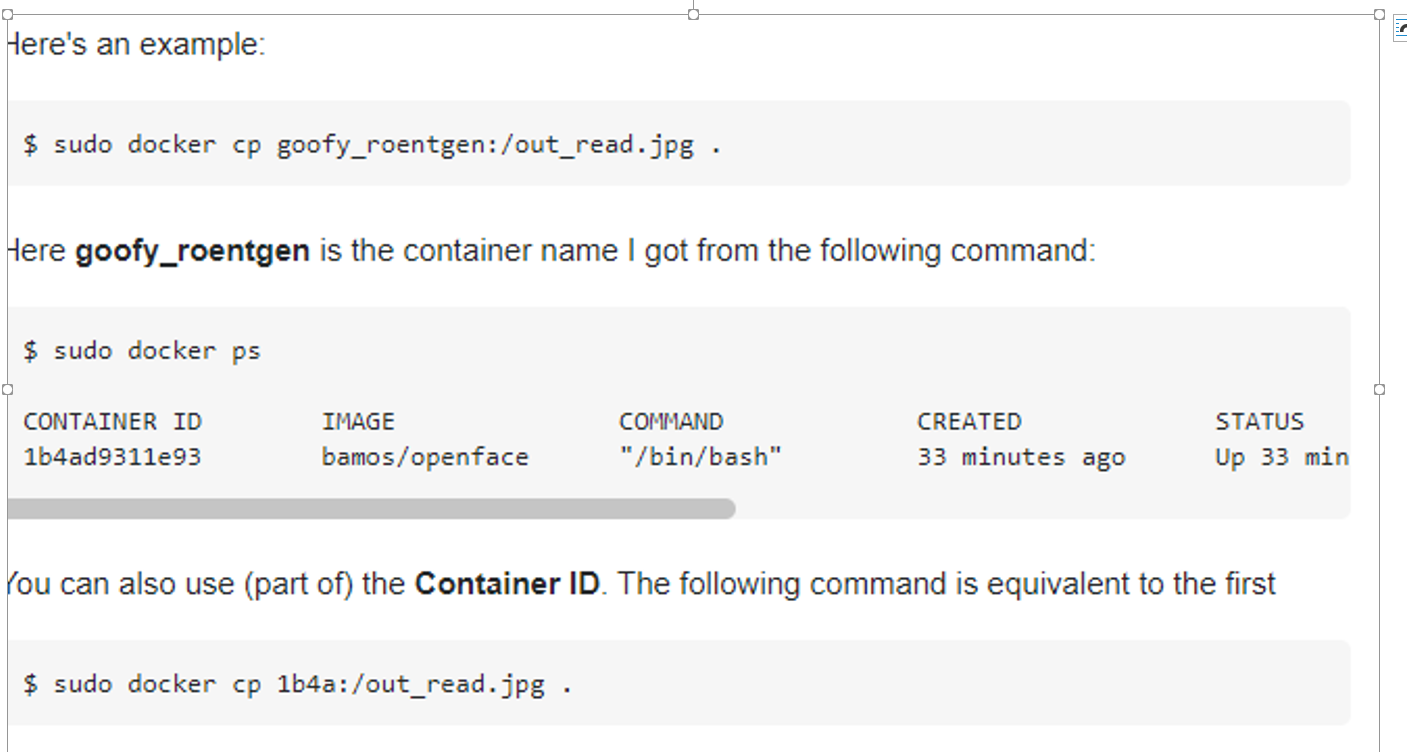 Here's an example:
$ sudo docker cp goofy_roentgen:/out_read.jpg .
Here goofy_roentgen is the container name I got from the following command:
$ sudo docker ps
CONTAINER ID IMAGE COMMAND CREATED STATUS
1b4ad9311e93 bamos/openface "/bin/bash" 33 minutes ago Up 33 min
You can also use (part of) the Container ID. The following command is equivalent to the first
$ sudo docker cp 1b4a:/out_read.jpg .